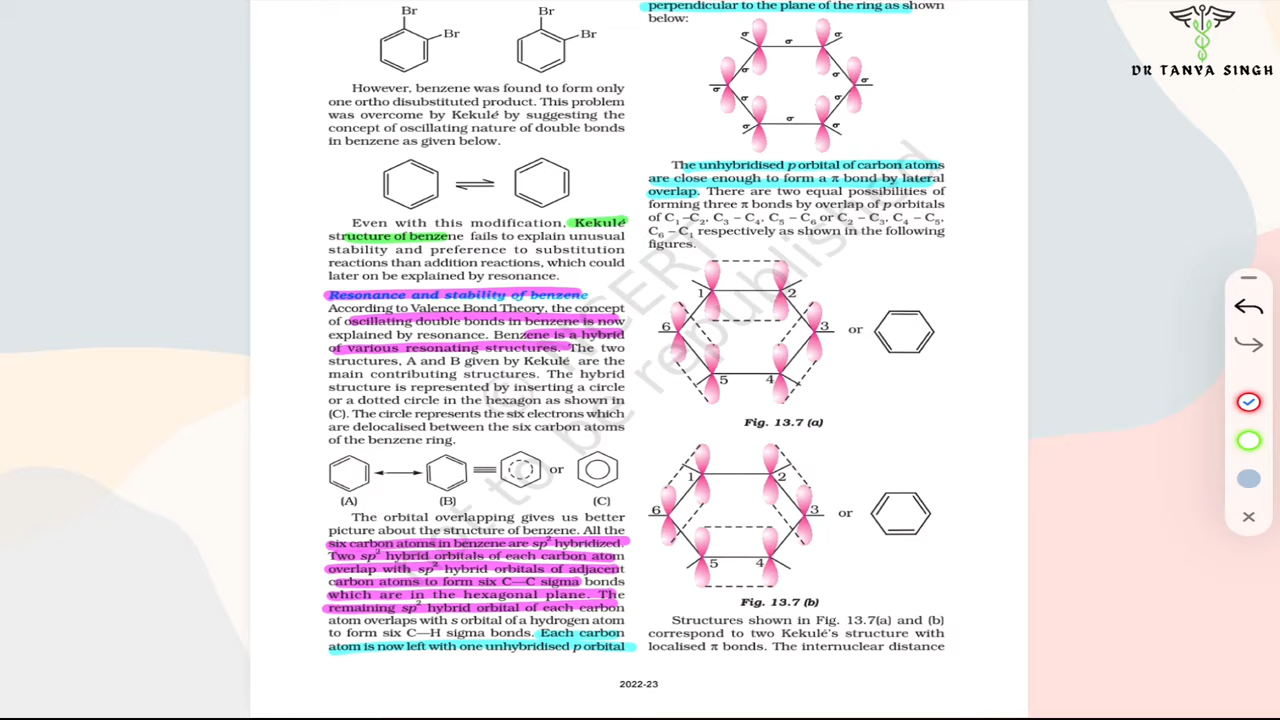 Br
Br
Br
Br
However, benzene was found to form only
one ortho disubstituted product. This problem
was overcome by Kekulé by suggesting the
concept of oscillating nature of double bonds
in benzene as given below.
Even with this modification, Kekulé
structure of benzene fails to explain unusual
stability and preference to substitution
reactions than addition reactions, which could
later on be explained by resonance.
Resonance and stability of benzene
According to Valence Bond Theory, the concept
of oscillating double bonds in benzene is now
explained by resonance. Benzene is a hybrid
of various resonating structures. The two
structures, A and B given by Kekulé are the
main contributing structures. The hybrid
structure is represented by inserting a circle
or a dotted circle in the hexagon as shown in
(C). The circle represents the six electrons which
are delocalised between the six carbon atoms
of the benzene ring.
or
(A) (B) (C)
The orbital overlapping gives us better
picture about the structure of benzene. All the
six carbon atoms in benzene are sp² hybridized.
Two sp² hybrid orbitals of each carbon atom
overlap with sp² hybrid orbitals of adjacent
carbon atoms to form six C—C sigma bonds
which are in the hexagonal plane. The
remaining sp² hybrid orbital of each carbon
atom overlaps with s orbital of a hydrogen atom
to form six C—H sigma bonds. Each carbon
atom is now left with one unhybridised p orbital
perpendicular to the plane of the ring as shown
below:
σ σ σ
σ σ
σ σ
σ σ
σ σ σ
The unhybridised p orbital of carbon atoms
are close enough to form a π bond by lateral
overlap. There are two equal possibilities of
forming three π bonds by overlap of p orbitals
of C₁ –C₂, C₃ – C₄, C₅ – C₆ or C₂ – C₃, C₄ – C₅,
C₆ – C₁ respectively as shown in the following
figures.
1 2
6 3 or
5 4
Fig. 13.7 (a)
1 2
6 3 or
5 4
Fig. 13.7 (b)
Structures shown in Fig. 13.7(a) and (b)
correspond to two Kekulé's structure with
localised π bonds. The internuclear distance
2022-23
DR TANYA SINGH